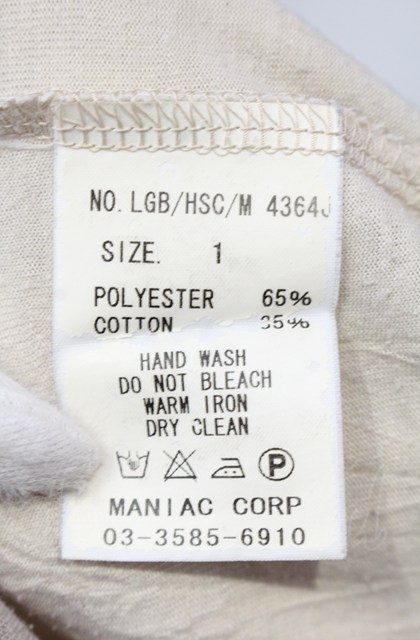 NO. LGB/HSC/M 4364J
SIZE. 1
POLYESTER 65%
COTTON 35%
HAND WASH
DO NOT BLEACH
WARM IRON
DRY CLEAN
P
MANIAC CORP
03-3585-6910